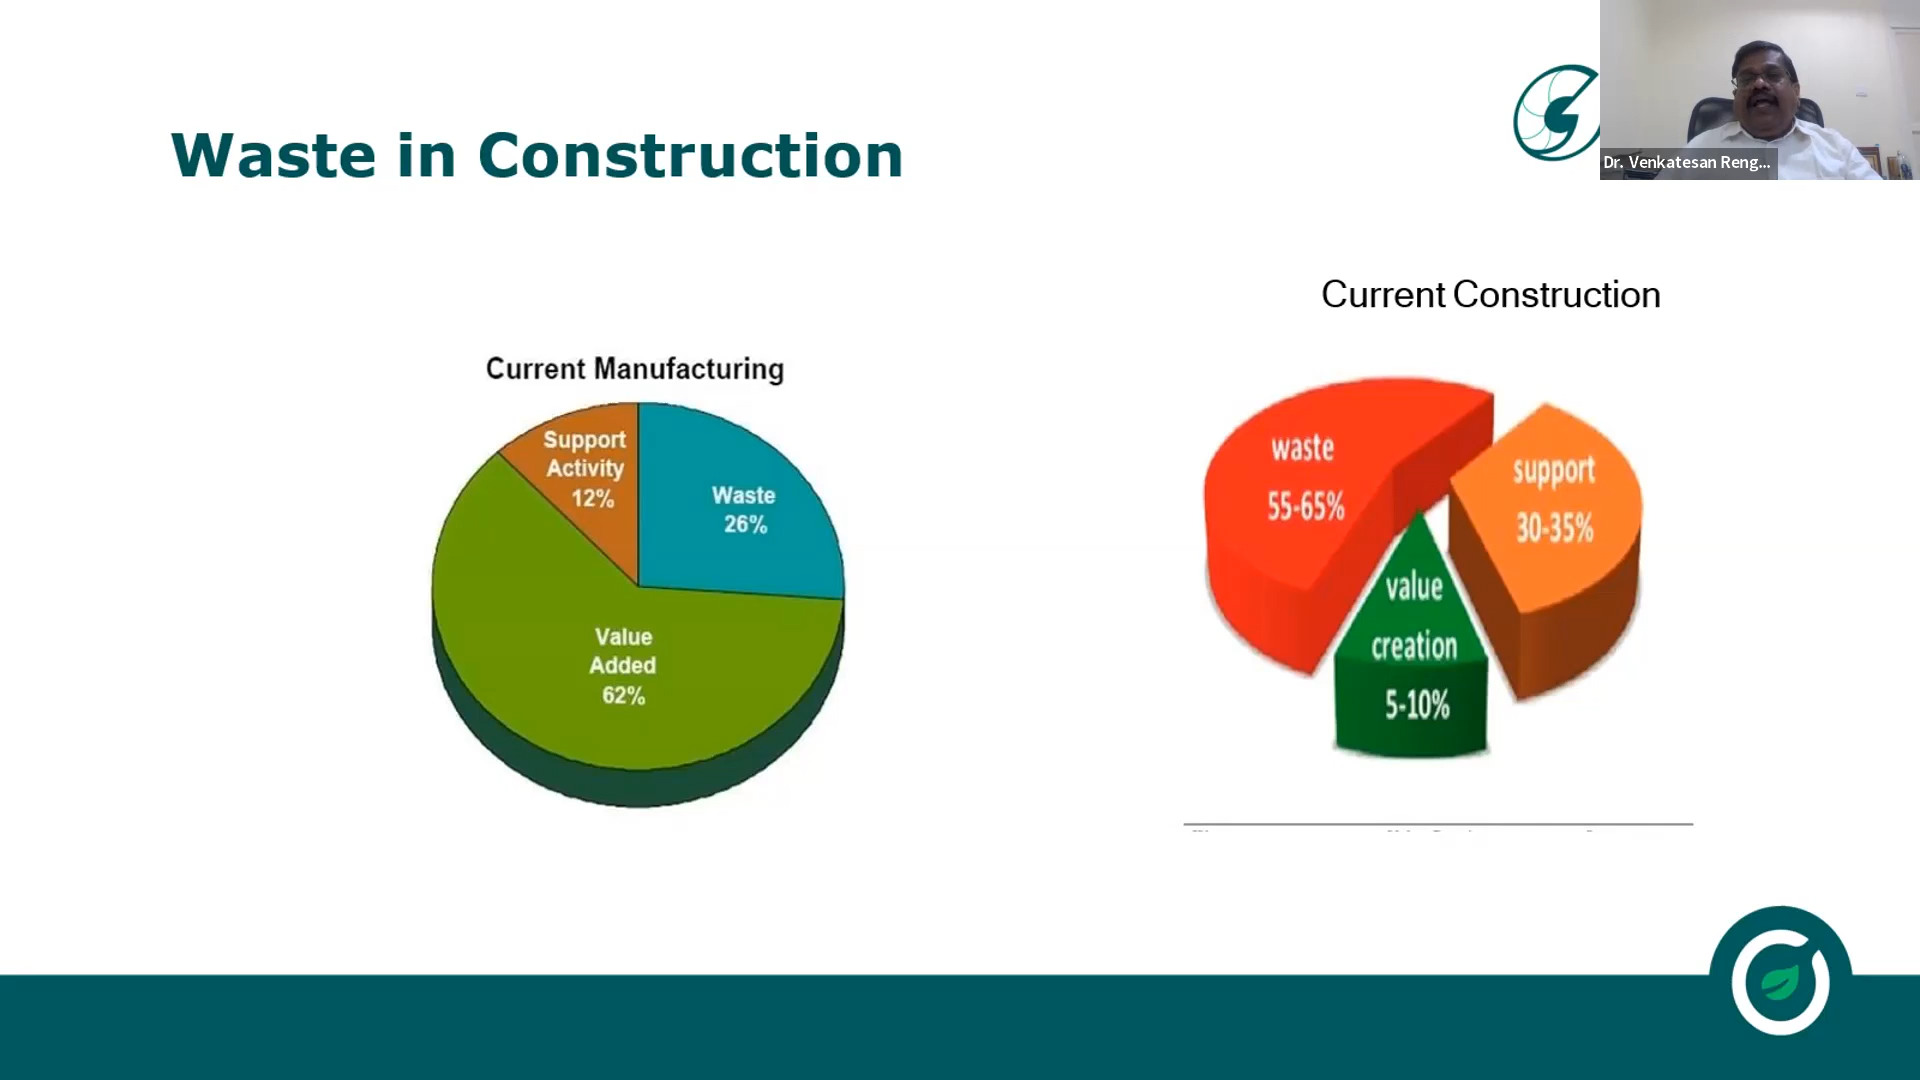 Waste in Construction
Dr. Venkatesan Reng...
Current Construction
Current Manufacturing
Support
Activity
12%
Waste
26%
Value
Added
62%
waste
55-65%
support
30-35%
value
creation
5-10%